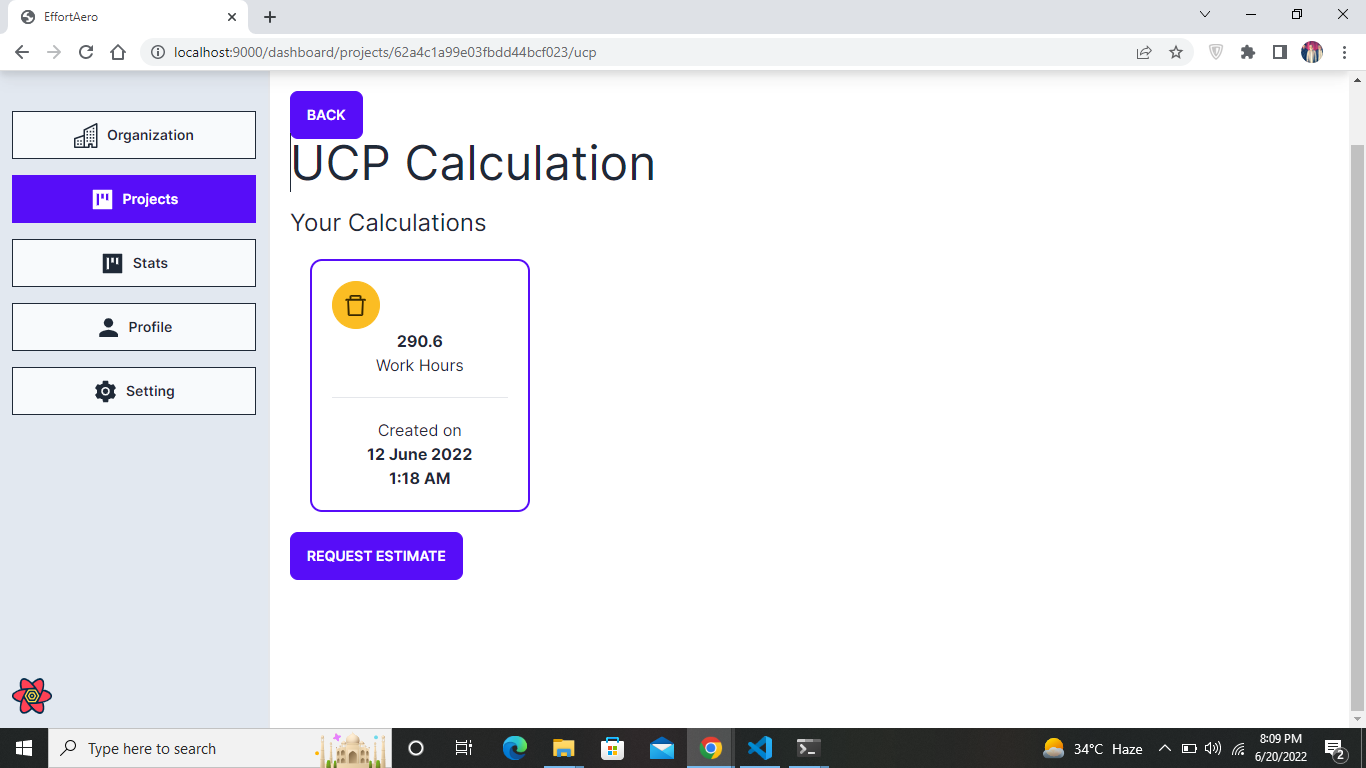 EffortAero
localhost:9000/dashboard/projects/62a4c1a99e03fbdd44bcf023/ucp
Organization
Projects
Stats
Profile
Setting
BACK
UCP Calculation
Your Calculations
290.6
Work Hours
Created on
12 June 2022
1:18 AM
REQUEST ESTIMATE
Type here to search
34°C Haze
8:09 PM
6/20/2022
2